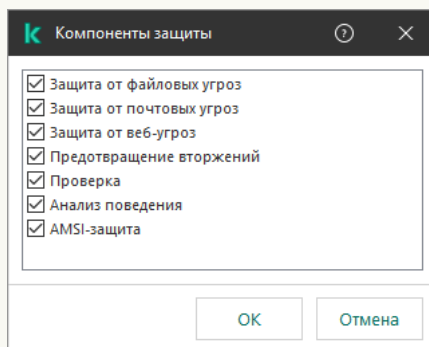 Компоненты защиты
Защита от файловых угроз
Защита от почтовых угроз
Защита от веб-угроз
Предотвращение вторжений
Проверка
Анализ поведения
AMSI-защита
ОК
Отмена